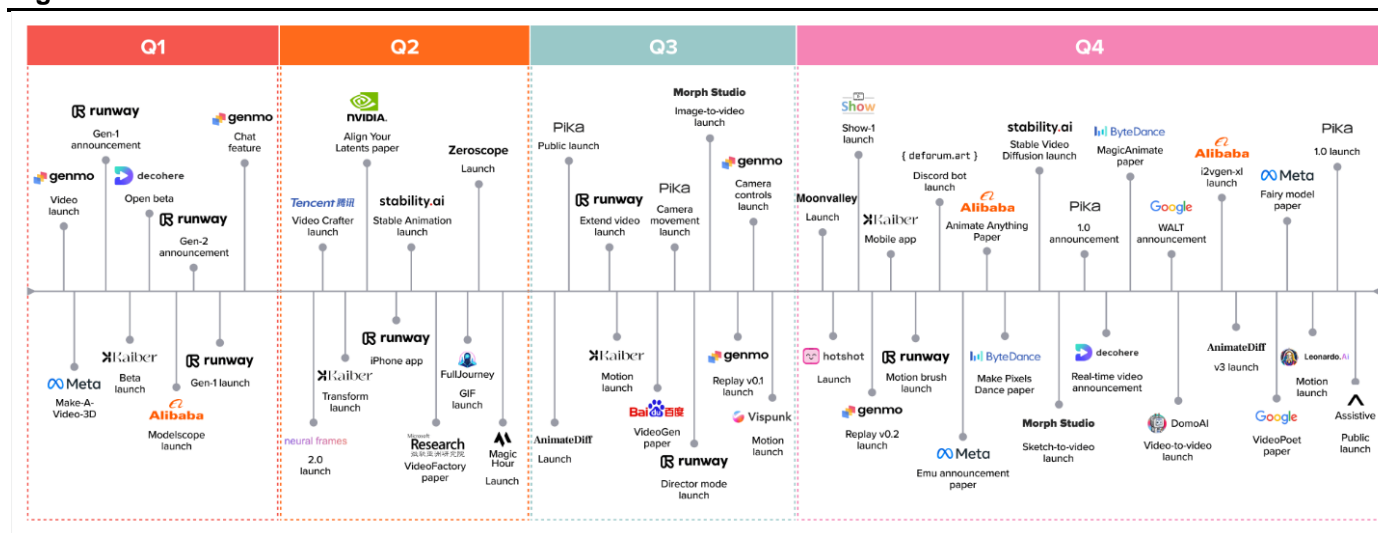 Q1
Q2
Q3
Q4
runway
Gen-1
announcement
genmo
Chat
feature
genmo
Video
launch
decohere
Open beta
runway
Gen-2
announcement
Meta
Make-A-
Video-3D
Kaiber
Beta
launch
Alibaba
Modelscope
launch
runway
Gen-1 launch
NVIDIA.
Align Your
Latents paper
Tencent 腾讯
Video Crafter
launch
stability.ai
Stable Animation
launch
Zeroscope
Launch
neural frames
2.0
launch
Kaiber
Transform
launch
runway
iPhone app
Microsoft
Research
VideoFactory
paper
FullJourney
GIF
launch
Magic
Hour
Launch
Pika
Public launch
runway
Extend video
launch
Pika
Camera
movement
launch
Morph Studio
Image-to-video
launch
genmo
Camera
controls
launch
AnimateDiff
Launch
Kaiber
Motion
launch
Bai百度
VideoGen
paper
runway
Director mode
launch
genmo
Replay v0.1
launch
Vispunk
Motion
launch
Moonvalley
Launch
Show
Show-1
launch
Kaiber
Mobile app
{ deforum.art }
Discord bot
launch
Alibaba
Animate Anything
Paper
stability.ai
Stable Video
Diffusion launch
Pika
1.0
announcement
ByteDance
MagicAnimate
paper
Google
WALT
announcement
Alibaba
i2vgen-xl
launch
Meta
Fairy model
paper
Pika
1.0 launch
hotshot
Launch
genmo
Replay v0.2
launch
runway
Motion brush
launch
Meta
Emu announcement
paper
ByteDance
Make Pixels
Dance paper
Morph Studio
Sketch-to-video
launch
decohere
Real-time video
announcement
DomoAI
Video-to-video
launch
AnimateDiff
v3 launch
Google
VideoPoet
paper
Leonardo.Ai
Motion
launch
Assistive
Public
launch